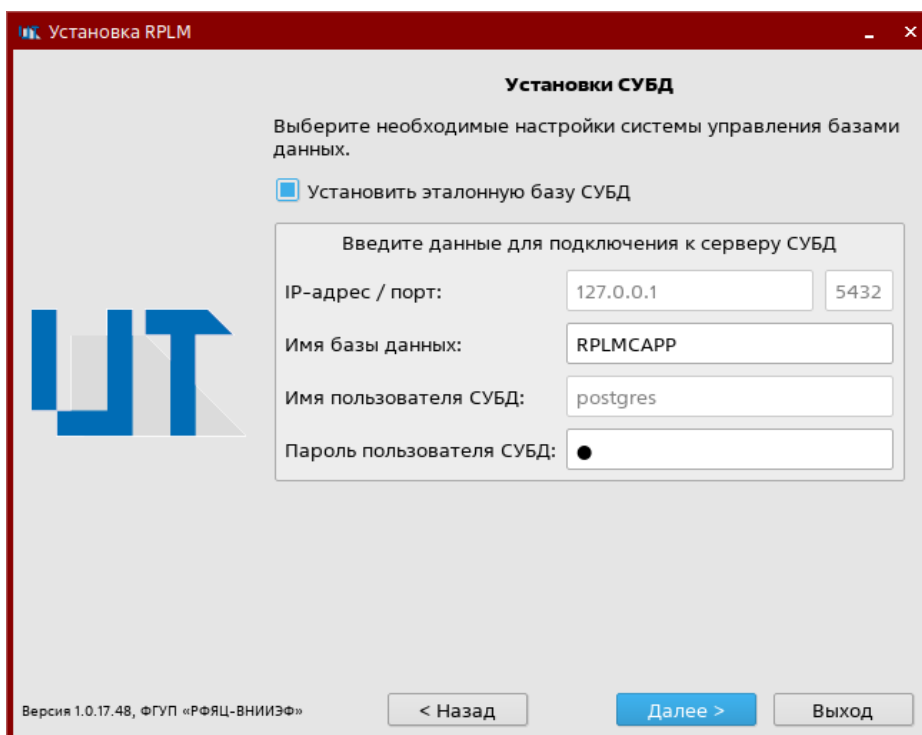 Установка RPLM
Установки СУБД
Выберите необходимые настройки системы управления базами
данных.
Установить эталонную базу СУБД
Введите данные для подключения к серверу СУБД
IP-адрес / порт: 127.0.0.1 5432
Имя базы данных: RPLMCAPP
Имя пользователя СУБД: postgres
Пароль пользователя СУБД: ●
Версия 1.0.17.48, ФГУП «РФЯЦ-ВНИИЭФ» < Назад Далее > Выход